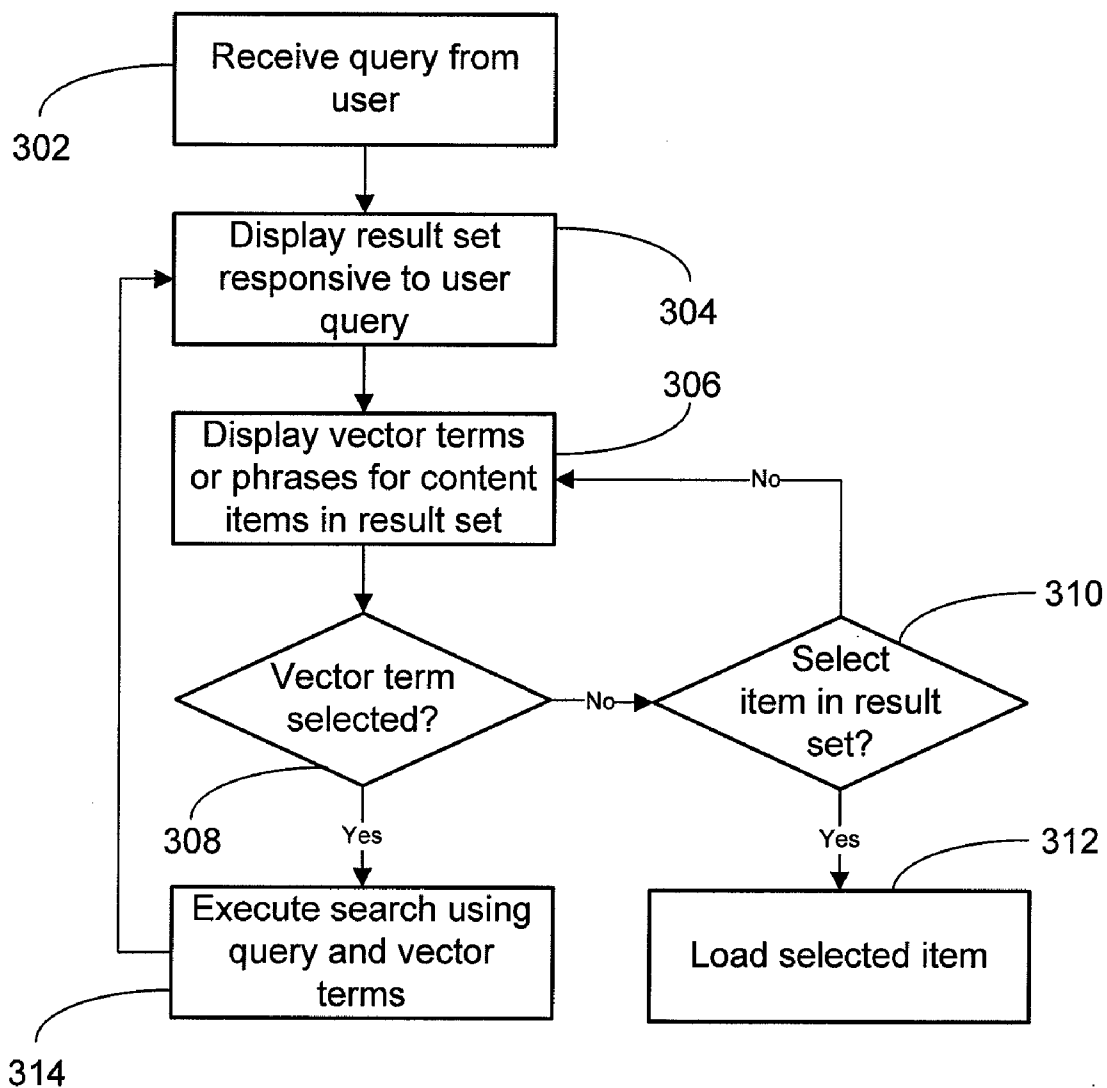 Receive query from
user
302
Display result set
responsive to user
query
304
306
Display vector terms
or phrases for content
items in result set
No
310
Vector term
selected?
No
Select
item in result
set?
308
Yes
Yes
312
Execute search using
query and vector
terms
Load selected item
314